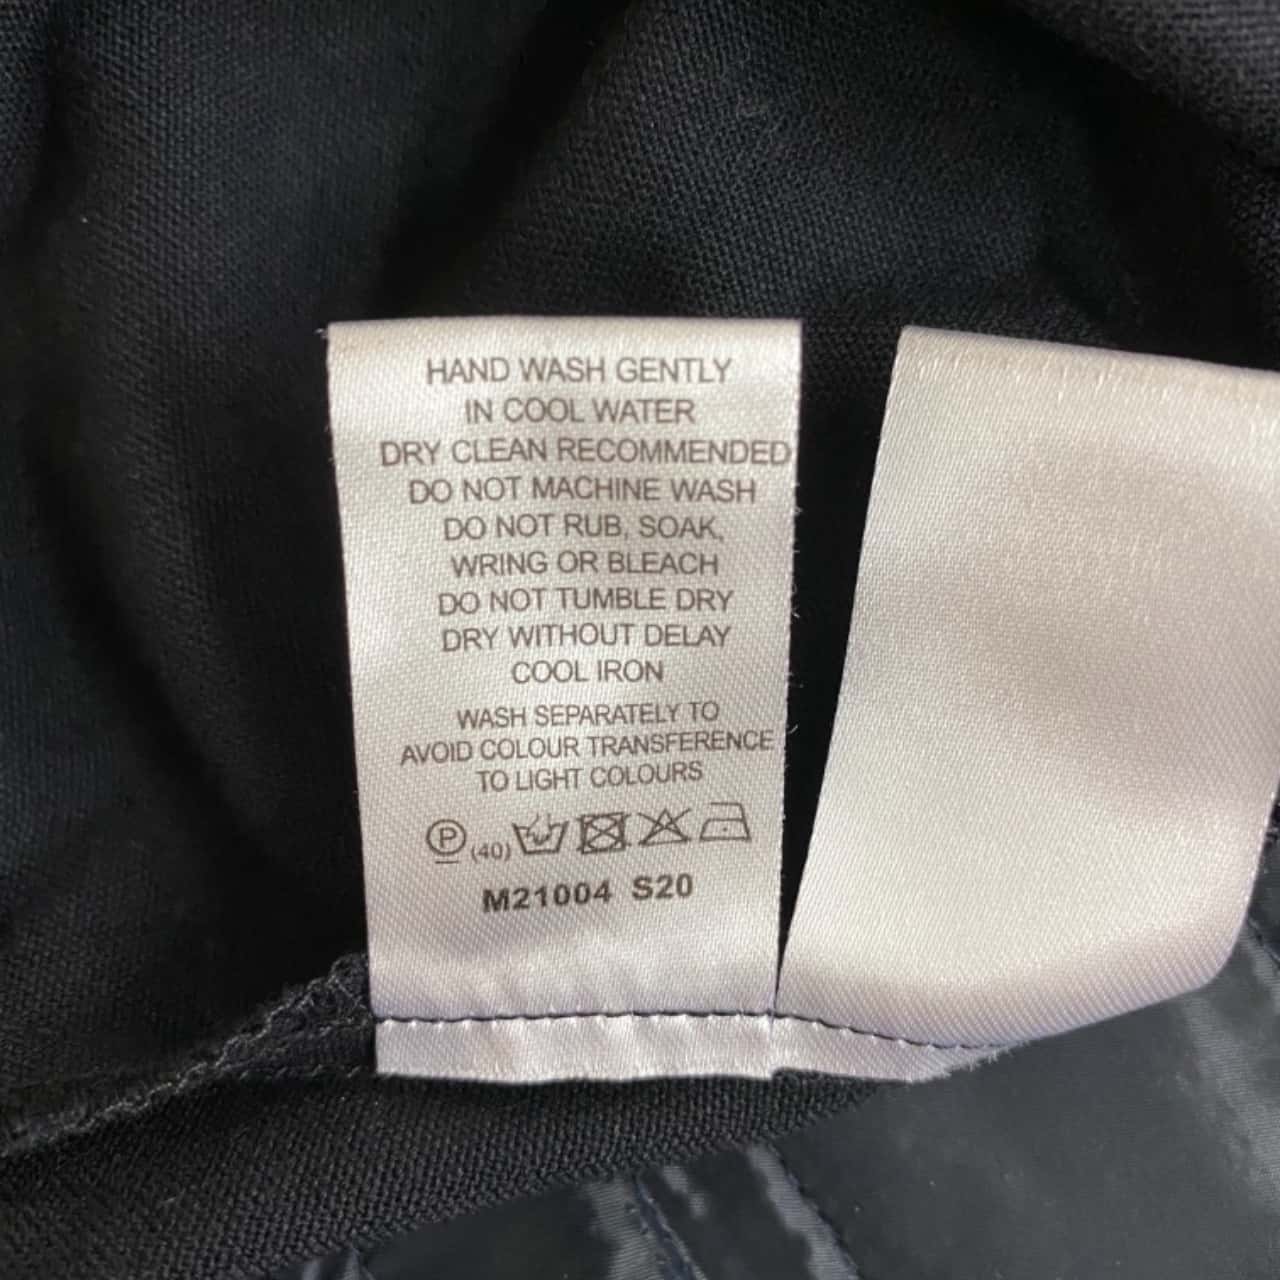 HAND WASH GENTLY
IN COOL WATER
DRY CLEAN RECOMMENDED
DO NOT MACHINE WASH
DO NOT RUB, SOAK,
WRING OR BLEACH
DO NOT TUMBLE DRY
DRY WITHOUT DELAY
COOL IRON
WASH SEPARATELY TO
AVOID COLOUR TRANSFERENCE
TO LIGHT COLOURS
P (40)
M21004 S20